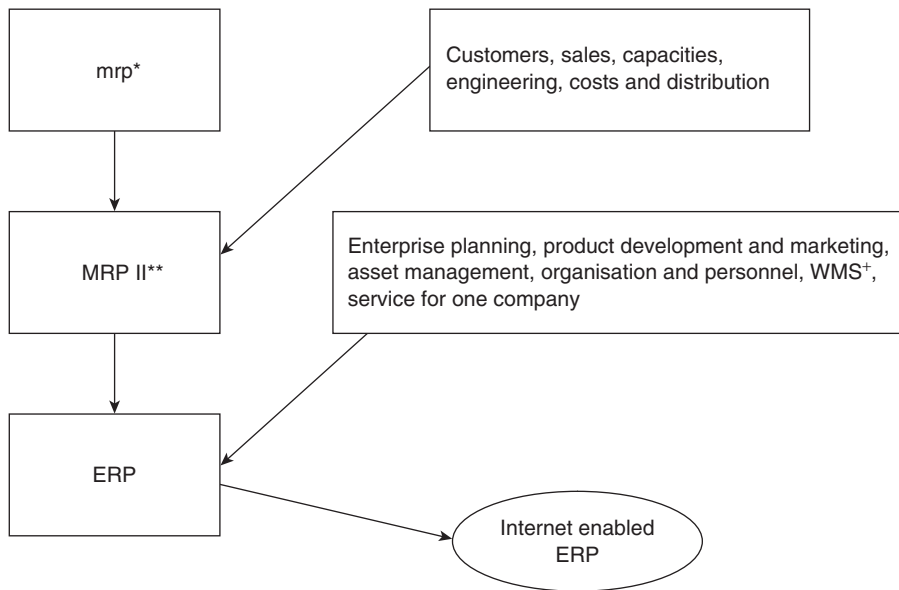 mrp*
Customers, sales, capacities,
engineering, costs and distribution
MRP II**
Enterprise planning, product development and marketing,
asset management, organisation and personnel, WMS+,
service for one company
ERP
Internet enabled
ERP